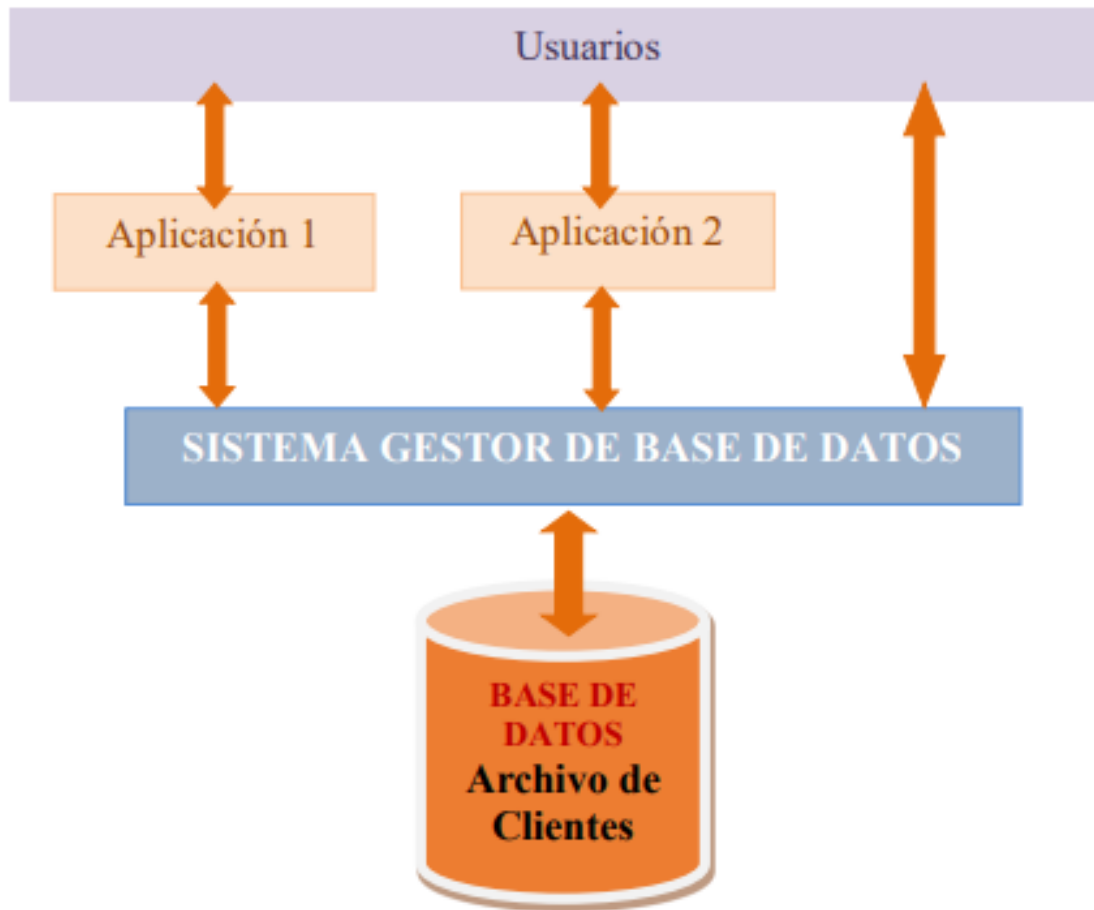 Usuarios
Aplicación 1
Aplicación 2
SISTEMA GESTOR DE BASE DE DATOS
BASE DE
DATOS
Archivo de
Clientes